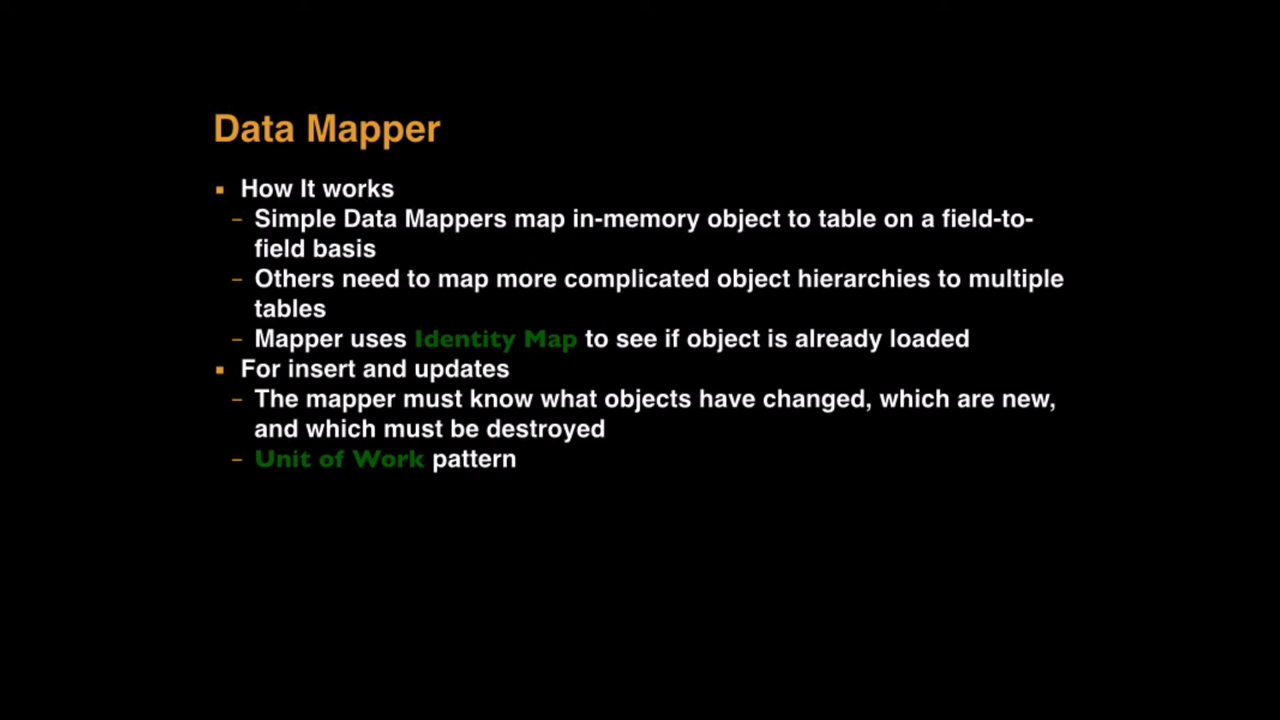 Data Mapper
▪ How It works
– Simple Data Mappers map in-memory object to table on a field-to-
field basis
– Others need to map more complicated object hierarchies to multiple
tables
– Mapper uses Identity Map to see if object is already loaded
▪ For insert and updates
– The mapper must know what objects have changed, which are new,
and which must be destroyed
– Unit of Work pattern